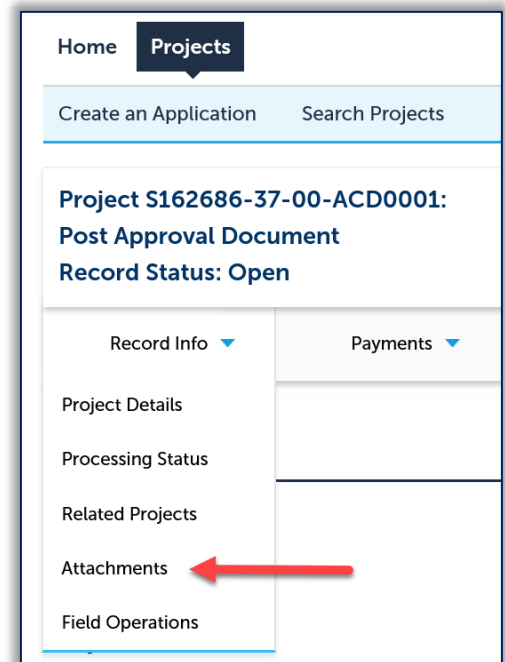 Home Projects
Create an Application Search Projects
Project S162686-37-00-ACD0001:
Post Approval Document
Record Status: Open
Record Info Payments
Project Details
Processing Status
Related Projects
Attachments
Field Operations